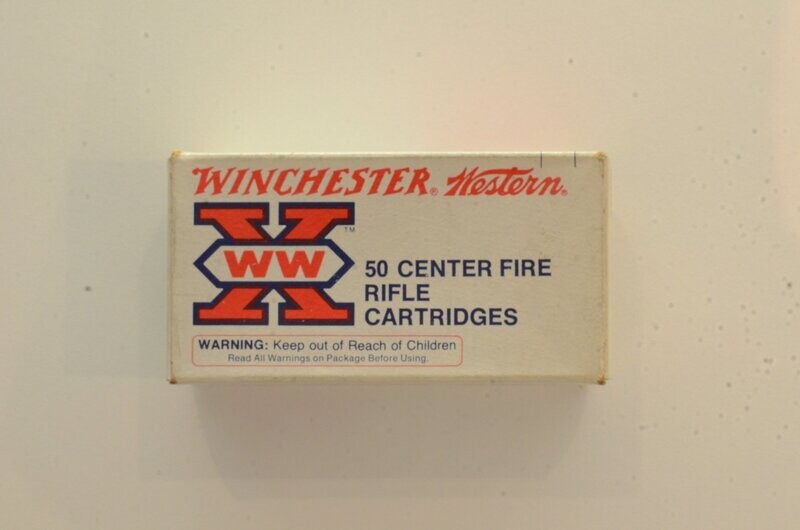 WINCHESTER® Western®
X™
WW
50 CENTER FIRE
RIFLE
CARTRIDGES
WARNING: Keep out of Reach of Children
Read All Warnings on Package Before Using.